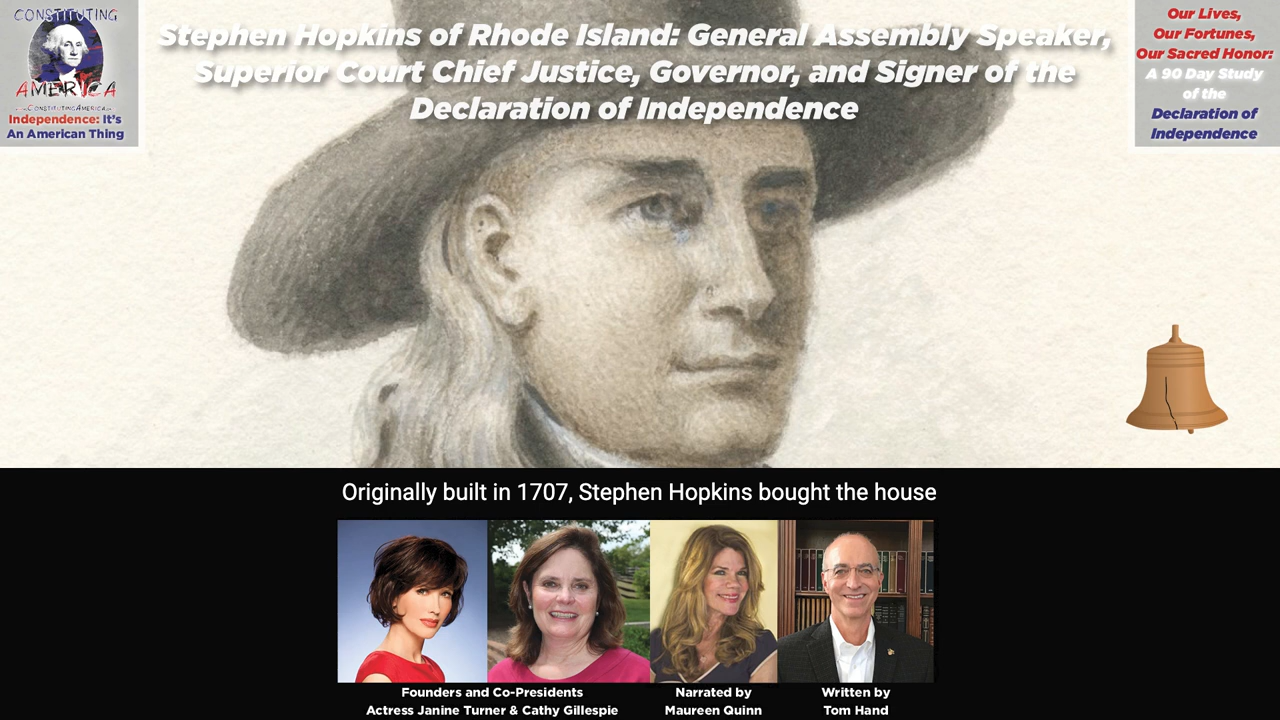 CONSTITUTING
AMERICA
ConstitutingAmerica
Independence: It's
An American Thing
Stephen Hopkins of Rhode Island: General Assembly Speaker,
Superior Court Chief Justice, Governor, and Signer of the
Declaration of Independence
Our Lives,
Our Fortunes,
Our Sacred Honor:
A 90 Day Study
of the
Declaration of
Independence
Originally built in 1707, Stephen Hopkins bought the house
Founders and Co-Presidents
Actress Janine Turner & Cathy Gillespie
Narrated by
Maureen Quinn
Written by
Tom Hand